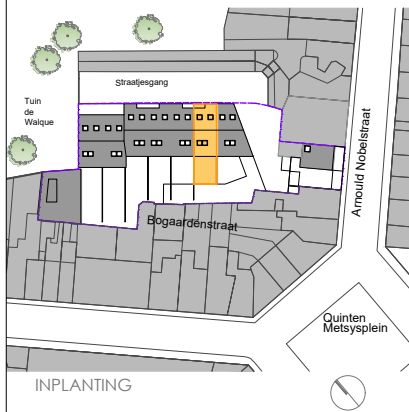 Straatjesgang
Tuin
de
Walque
Arnould Nobelstraat
Bogaardenstraat
Quinten
Metsysplein
INPLANTING